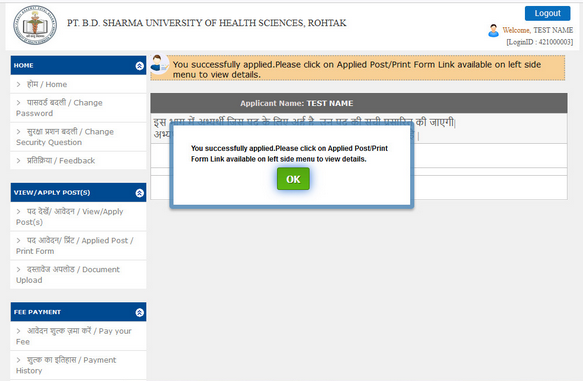 PT. B.D. SHARMA UNIVERSITY OF HEALTH SCIENCES, ROHTAK
Logout
Welcome, TEST NAME
[LoginID : 421000003]
HOME
> होम / Home
> पासवर्ड बदली / Change
Password
> सुरक्षा प्रशन बदली / Change
Security Question
> प्रतिक्रिया / Feedback
VIEW/APPLY POST(S)
> पद देखें/ आवेदन / View/Apply
Post(s)
> पद आवेदन/ प्रिंट / Applied Post /
Print Form
> दस्तावेज अपलोड / Document
Upload
FEE PAYMENT
> आवेदन शुल्क ज़मा करें / Pay your
Fee
> शुल्क का इतिहास / Payment
History
You successfully applied.Please click on Applied Post/Print Form Link available on left side
menu to view details.
Applicant Name: TEST NAME
इस भाग में अभ्यर्थी जिस पद के लिए अर्ह है, उन पद की सूची प्रदर्शित की जाएगी|
You successfully applied.Please click on Applied Post/Print
Form Link available on left side menu to view details.
OK